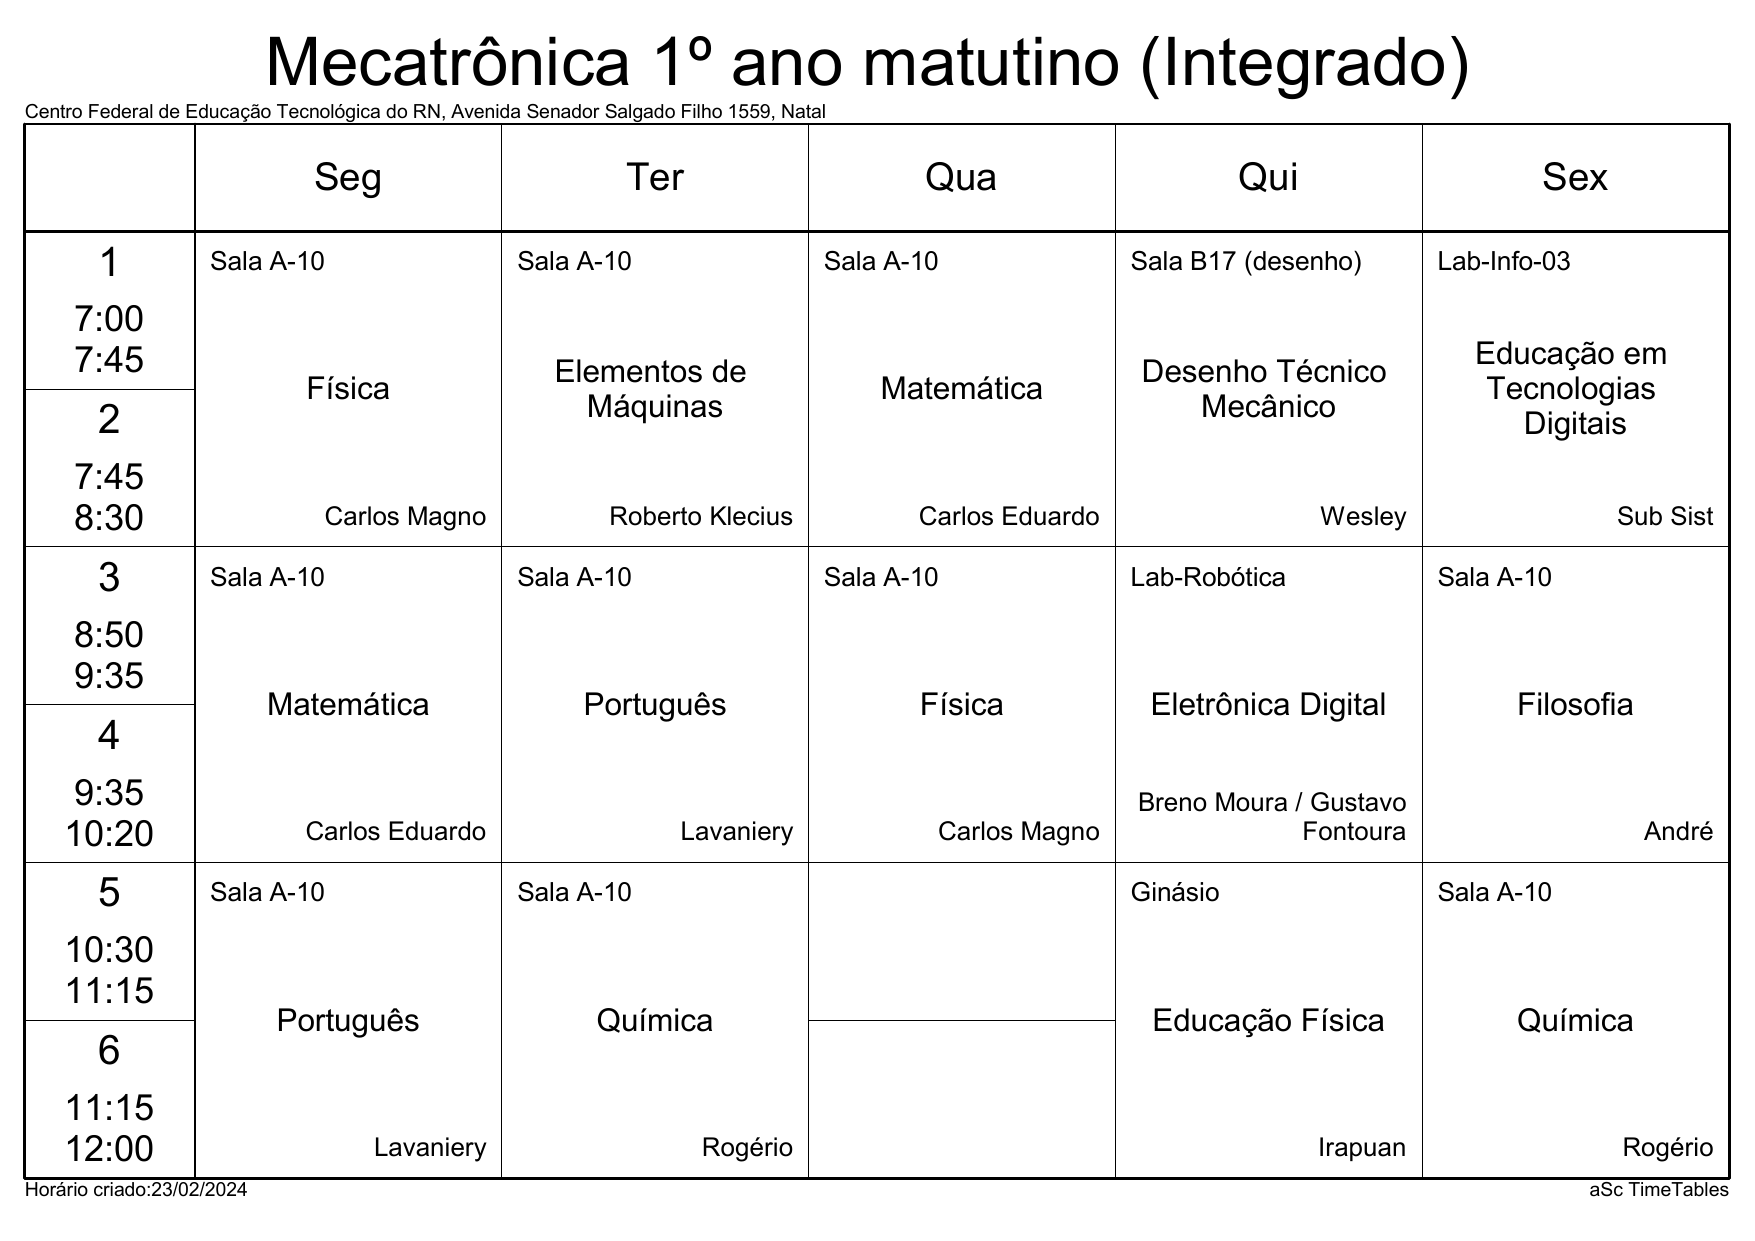 Mecatrônica 1º ano matutino (Integrado)
Centro Federal de Educação Tecnológica do RN, Avenida Senador Salgado Filho 1559, Natal
Seg
Ter
Qua
Qui
Sex
1
7:00
7:45
2
7:45
8:30
Sala A-10
Física
Carlos Magno
Sala A-10
Elementos de
Máquinas
Roberto Klecius
Sala A-10
Matemática
Carlos Eduardo
Sala B17 (desenho)
Desenho Técnico
Mecânico
Wesley
Lab-Info-03
Educação em
Tecnologias
Digitais
Sub Sist
3
8:50
9:35
4
9:35
10:20
Sala A-10
Matemática
Carlos Eduardo
Sala A-10
Português
Lavaniery
Sala A-10
Física
Carlos Magno
Lab-Robótica
Eletrônica Digital
Breno Moura / Gustavo
Fontoura
Sala A-10
Filosofia
André
5
10:30
11:15
6
11:15
12:00
Sala A-10
Português
Lavaniery
Sala A-10
Química
Rogério
Ginásio
Educação Física
Irapuan
Sala A-10
Química
Rogério
Horário criado:23/02/2024
aSc TimeTables